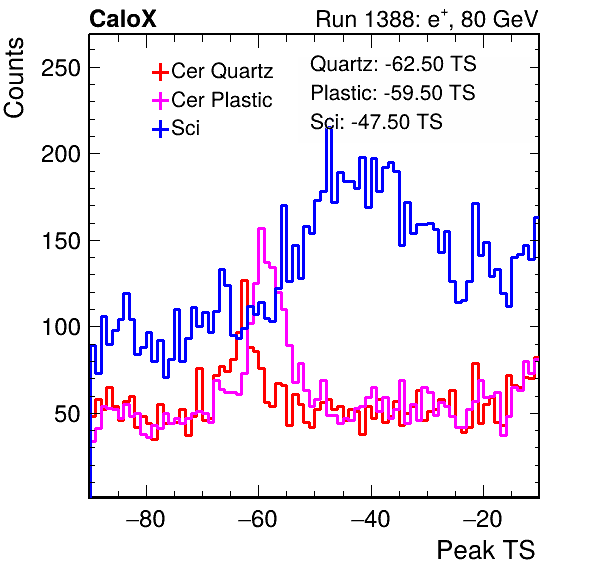 CaloX
Run 1388: e+, 80 GeV
Counts
250
200
150
100
50
Cer Quartz
Cer Plastic
Sci
Quartz: -62.50 TS
Plastic: -59.50 TS
Sci: -47.50 TS
−80
−60
−40
−20
Peak TS